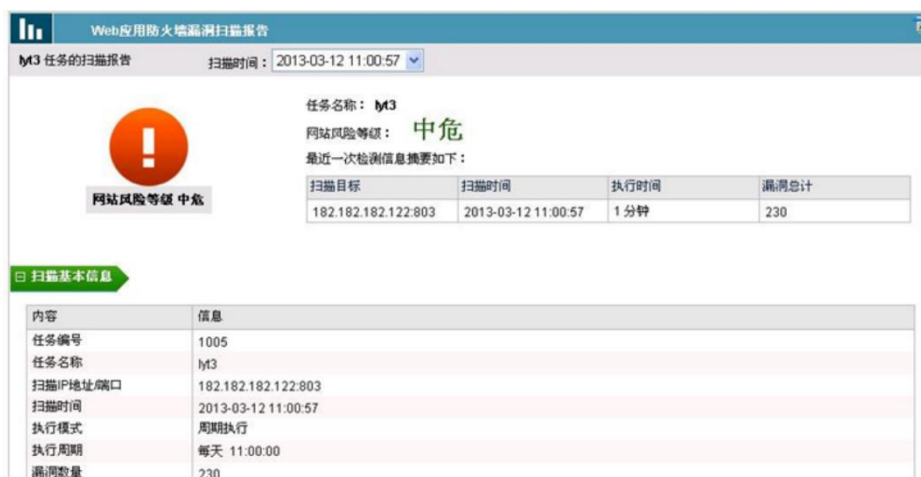 Web应用防火墙漏洞扫描报告
lyt3 任务的扫描报告 扫描时间： 2013-03-12 11:00:57
任务名称： lyt3
网站风险等级： 中危
最近一次检测信息摘要如下：
网站风险等级 中危
扫描目标 扫描时间 执行时间 漏洞总计
182.182.182.122:803 2013-03-12 11:00:57 1 分钟 230
扫描基本信息
内容 信息
任务编号 1005
任务名称 lyt3
扫描IP地址/端口 182.182.182.122:803
扫描时间 2013-03-12 11:00:57
执行模式 周期执行
执行周期 每天 11:00:00
漏洞数量 230